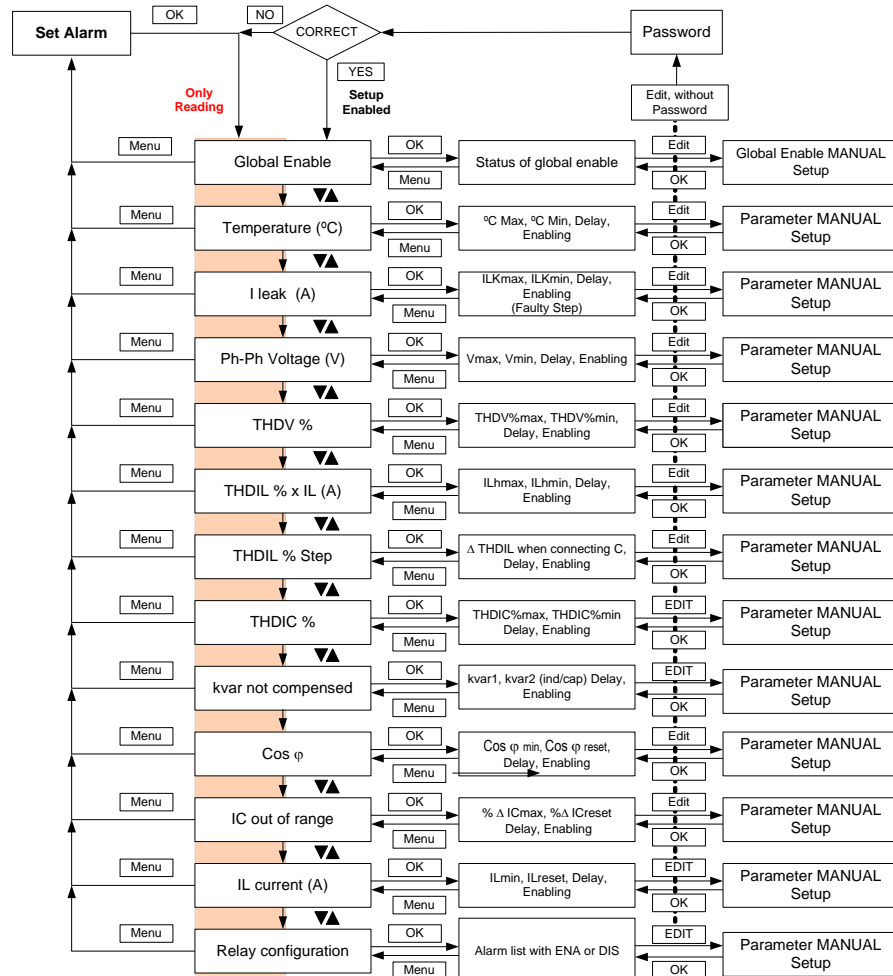 Set Alarm
OK
NO
CORRECT
Password
YES
Only
Reading
Setup
Enabled
Edit, without
Password
Menu
Global Enable
OK
Menu
Status of global enable
Edit
OK
Global Enable MANUAL
Setup
▼▲
Menu
Temperature (ºC)
OK
Menu
ºC Max, ºC Min, Delay,
Enabling
Edit
OK
Parameter MANUAL
Setup
▼▲
Menu
I leak (A)
OK
Menu
ILKmax, ILKmin, Delay,
Enabling
(Faulty Step)
Edit
OK
Parameter MANUAL
Setup
▼▲
Menu
Ph-Ph Voltage (V)
OK
Menu
Vmax, Vmin, Delay, Enabling
Edit
OK
Parameter MANUAL
Setup
▼▲
Menu
THDV %
OK
Menu
THDV%max, THDV%min,
Delay, Enabling
Edit
OK
Parameter MANUAL
Setup
▼▲
Menu
THDIL % x IL (A)
OK
Menu
ILhmax, ILhmin, Delay,
Enabling
Edit
OK
Parameter MANUAL
Setup
▼▲
Menu
THDIL % Step
OK
Menu
Δ THDIL when connecting C,
Delay, Enabling
Edit
OK
Parameter MANUAL
Setup
▼▲
Menu
THDIC %
OK
Menu
THDIC%max, THDIC%min
Delay, Enabling
EDIT
OK
Parameter MANUAL
Setup
▼▲
Menu
kvar not compensed
OK
Menu
kvar1, kvar2 (ind/cap) Delay,
Enabling
EDIT
OK
Parameter MANUAL
Setup
▼▲
Menu
Cos φ
OK
Menu
Cos φ min, Cos φ reset,
Delay, Enabling
Edit
OK
Parameter MANUAL
Setup
▼▲
Menu
IC out of range
OK
Menu
% Δ ICmax, %Δ ICreset
Delay, Enabling
Edit
OK
Parameter MANUAL
Setup
▼▲
Menu
IL current (A)
OK
Menu
ILmin, ILreset, Delay,
Enabling
EDIT
OK
Parameter MANUAL
Setup
▼▲
Menu
Relay configuration
OK
Menu
Alarm list with ENA or DIS
EDIT
OK
Parameter MANUAL
Setup